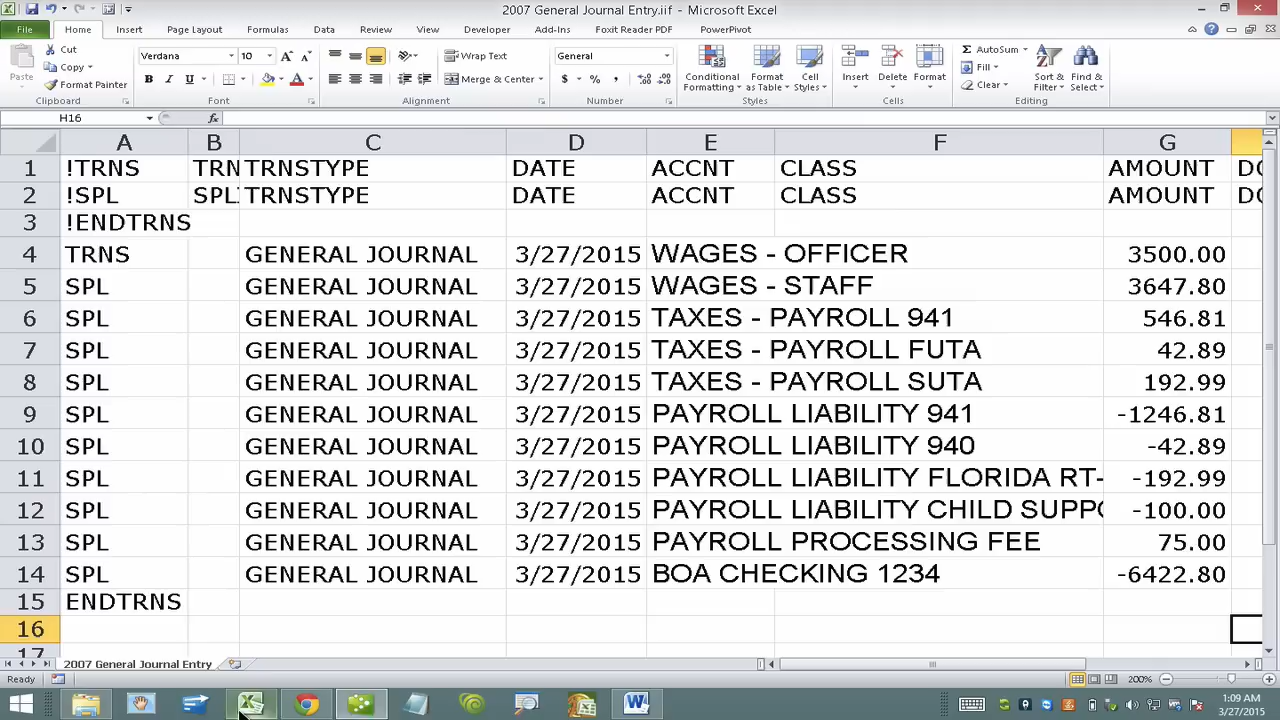 2007 General Journal Entry.iif - Microsoft Excel
File Home Insert Page Layout Formulas Data Review View Developer Add-Ins Foxit Reader PDF PowerPivot
Paste
Cut
Copy
Format Painter
Clipboard
Verdana 10
B I U
Font
Wrap Text
Merge & Center
Alignment
General
$ % ,
Number
Conditional Formatting
Format as Table
Cell Styles
Styles
Insert Delete Format
Cells
AutoSum
Fill
Clear
Sort & Filter
Find & Select
Editing
H16 fx
A B C D E F G
1 !TRNS TRN TRNSTYPE DATE ACCNT CLASS AMOUNT DO
2 !SPL SPL TRNSTYPE DATE ACCNT CLASS AMOUNT DO
3 !ENDTRNS
4 TRNS GENERAL JOURNAL 3/27/2015 WAGES - OFFICER 3500.00
5 SPL GENERAL JOURNAL 3/27/2015 WAGES - STAFF 3647.80
6 SPL GENERAL JOURNAL 3/27/2015 TAXES - PAYROLL 941 546.81
7 SPL GENERAL JOURNAL 3/27/2015 TAXES - PAYROLL FUTA 42.89
8 SPL GENERAL JOURNAL 3/27/2015 TAXES - PAYROLL SUTA 192.99
9 SPL GENERAL JOURNAL 3/27/2015 PAYROLL LIABILITY 941 -1246.81
10 SPL GENERAL JOURNAL 3/27/2015 PAYROLL LIABILITY 940 -42.89
11 SPL GENERAL JOURNAL 3/27/2015 PAYROLL LIABILITY FLORIDA RT- -192.99
12 SPL GENERAL JOURNAL 3/27/2015 PAYROLL LIABILITY CHILD SUPPO -100.00
13 SPL GENERAL JOURNAL 3/27/2015 PAYROLL PROCESSING FEE 75.00
14 SPL GENERAL JOURNAL 3/27/2015 BOA CHECKING 1234 -6422.80
15 ENDTRNS
16
17
2007 General Journal Entry
Ready 200%
1:09 AM
3/27/2015